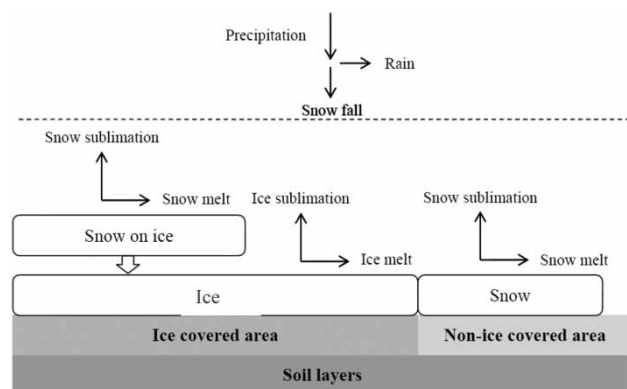 Precipitation
Rain
Snow fall
Snow sublimation
Snow melt
Ice sublimation
Snow sublimation
Snow on ice
Ice melt
Snow melt
Ice
Snow
Ice covered area
Non-ice covered area
Soil layers